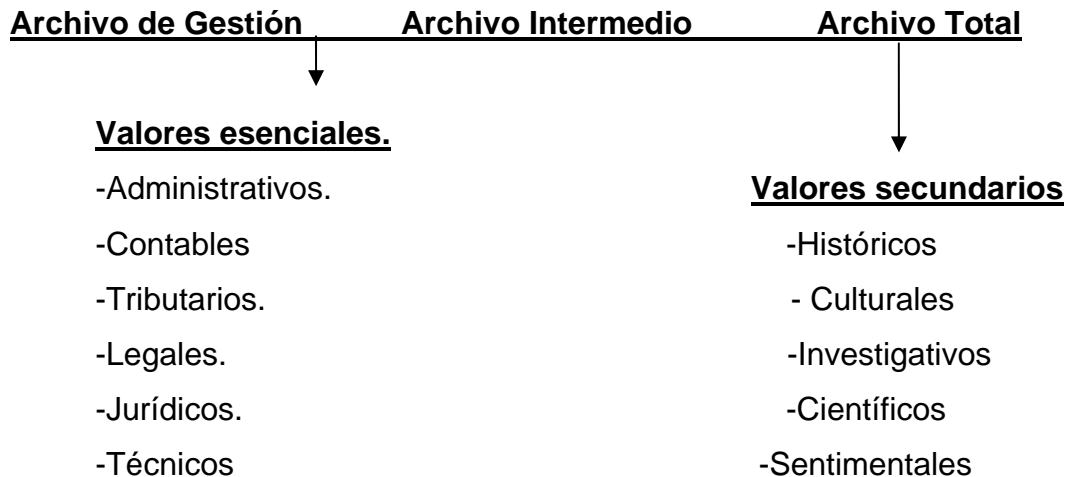 Archivo de Gestión Archivo Intermedio Archivo Total
Valores esenciales.
-Administrativos.
-Contables
-Tributarios.
-Legales.
-Jurídicos.
-Técnicos
Valores secundarios
-Históricos
- Culturales
-Investigativos
-Científicos
-Sentimentales